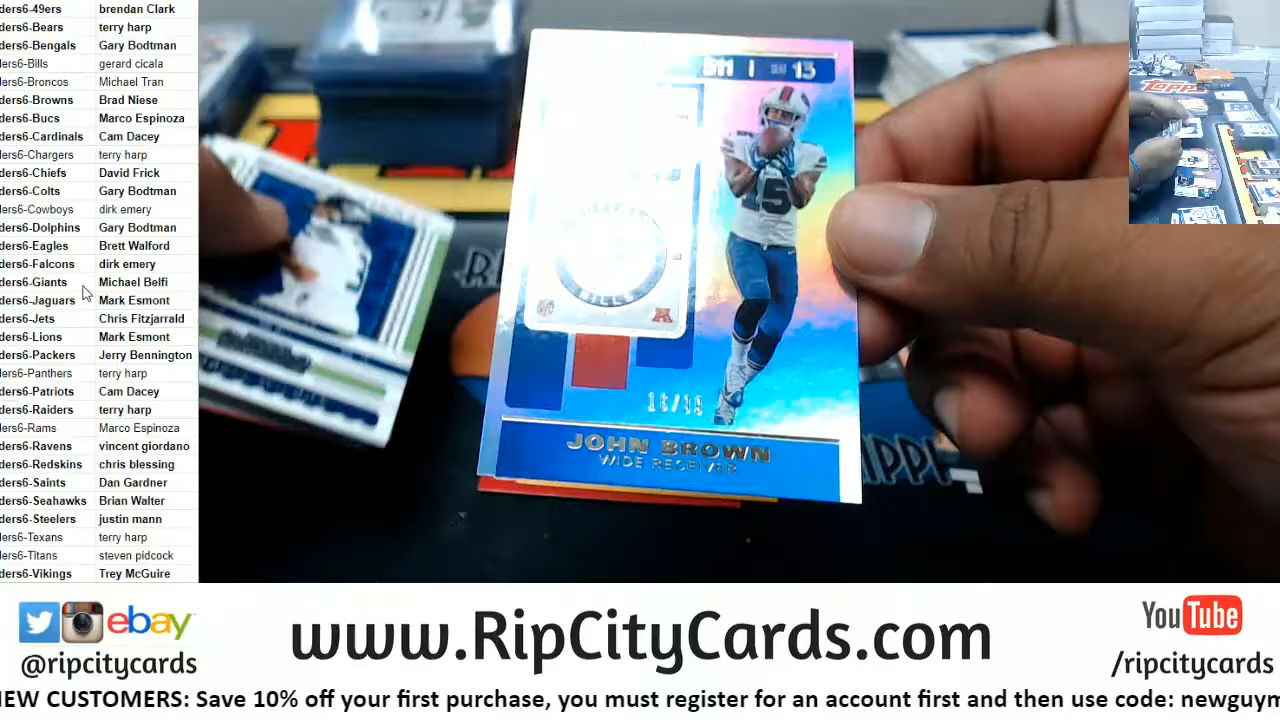 ders6-49ers brendan Clark
ders6-Bears terry harp
ders6-Bengals Gary Bodtman
ders6-Bills gerard cicala
ders6-Broncos Michael Tran
ders6-Browns Brad Niese
ders6-Bucs Marco Espinoza
ders6-Cardinals Cam Dacey
ders6-Chargers terry harp
ders6-Chiefs David Frick
ders6-Colts Gary Bodtman
ders6-Cowboys dirk emery
ders6-Dolphins Gary Bodtman
ders6-Eagles Brett Walford
ders6-Falcons dirk emery
ders6-Giants Michael Belfi
ders6-Jaguars Mark Esmont
ders6-Jets Chris Fitzjarrald
ders6-Lions Mark Esmont
ders6-Packers Jerry Bennington
ders6-Panthers terry harp
ders6-Patriots Cam Dacey
ders6-Raiders terry harp
ders6-Rams Marco Espinoza
ders6-Ravens vincent giordano
ders6-Redskins chris blessing
ders6-Saints Dan Gardner
ders6-Seahawks Brian Walter
ders6-Steelers justin mann
ders6-Texans terry harp
ders6-Titans steven pidcock
ders6-Vikings Trey McGuire
13
15
BILLS
JOHN BROWN
WIDE RECEIVER
TOPPS
ebay
@ripcitycards
www.RipCityCards.com
YouTube
/ripcitycards
NEW CUSTOMERS: Save 10% off your first purchase, you must register for an account first and then use code: newguym